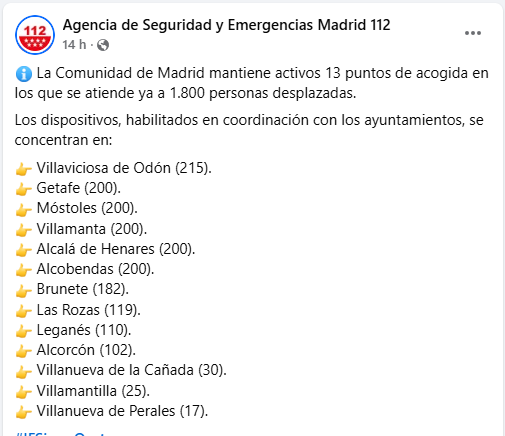 112
Agencia de Seguridad y Emergencias Madrid 112
14 h ·
La Comunidad de Madrid mantiene activos 13 puntos de acogida en
los que se atiende ya a 1.800 personas desplazadas.
Los dispositivos, habilitados en coordinación con los ayuntamientos, se
concentran en:
👉 Villaviciosa de Odón (215).
👉 Getafe (200).
👉 Móstoles (200).
👉 Villamanta (200).
👉 Alcalá de Henares (200).
👉 Alcobendas (200).
👉 Brunete (182).
👉 Las Rozas (119).
👉 Leganés (110).
👉 Alcorcón (102).
👉 Villanueva de la Cañada (30).
👉 Villamantilla (25).
👉 Villanueva de Perales (17).